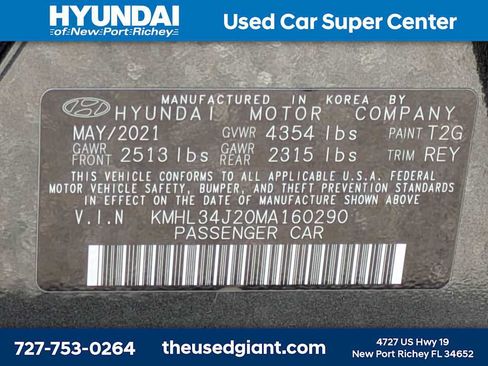 HYUNDAI
of New Port Richey
Used Car Super Center
MANUFACTURED IN KOREA BY
HYUNDAI MOTOR COMPANY
MAY/2021 GVWR 4354 lbs PAINT T2G
GAWR FRONT 2513 lbs GAWR REAR 2315 lbs TRIM REY
THIS VEHICLE CONFORMS TO ALL APPLICABLE U.S.A. FEDERAL
MOTOR VEHICLE SAFETY, BUMPER, AND THEFT PREVENTION STANDARDS
IN EFFECT ON THE DATE OF MANUFACTURE SHOWN ABOVE.
V.I.N KMHL34J20MA160290
PASSENGER CAR
727-753-0264
theusedgiant.com
4727 US Hwy 19
New Port Richey FL 34652